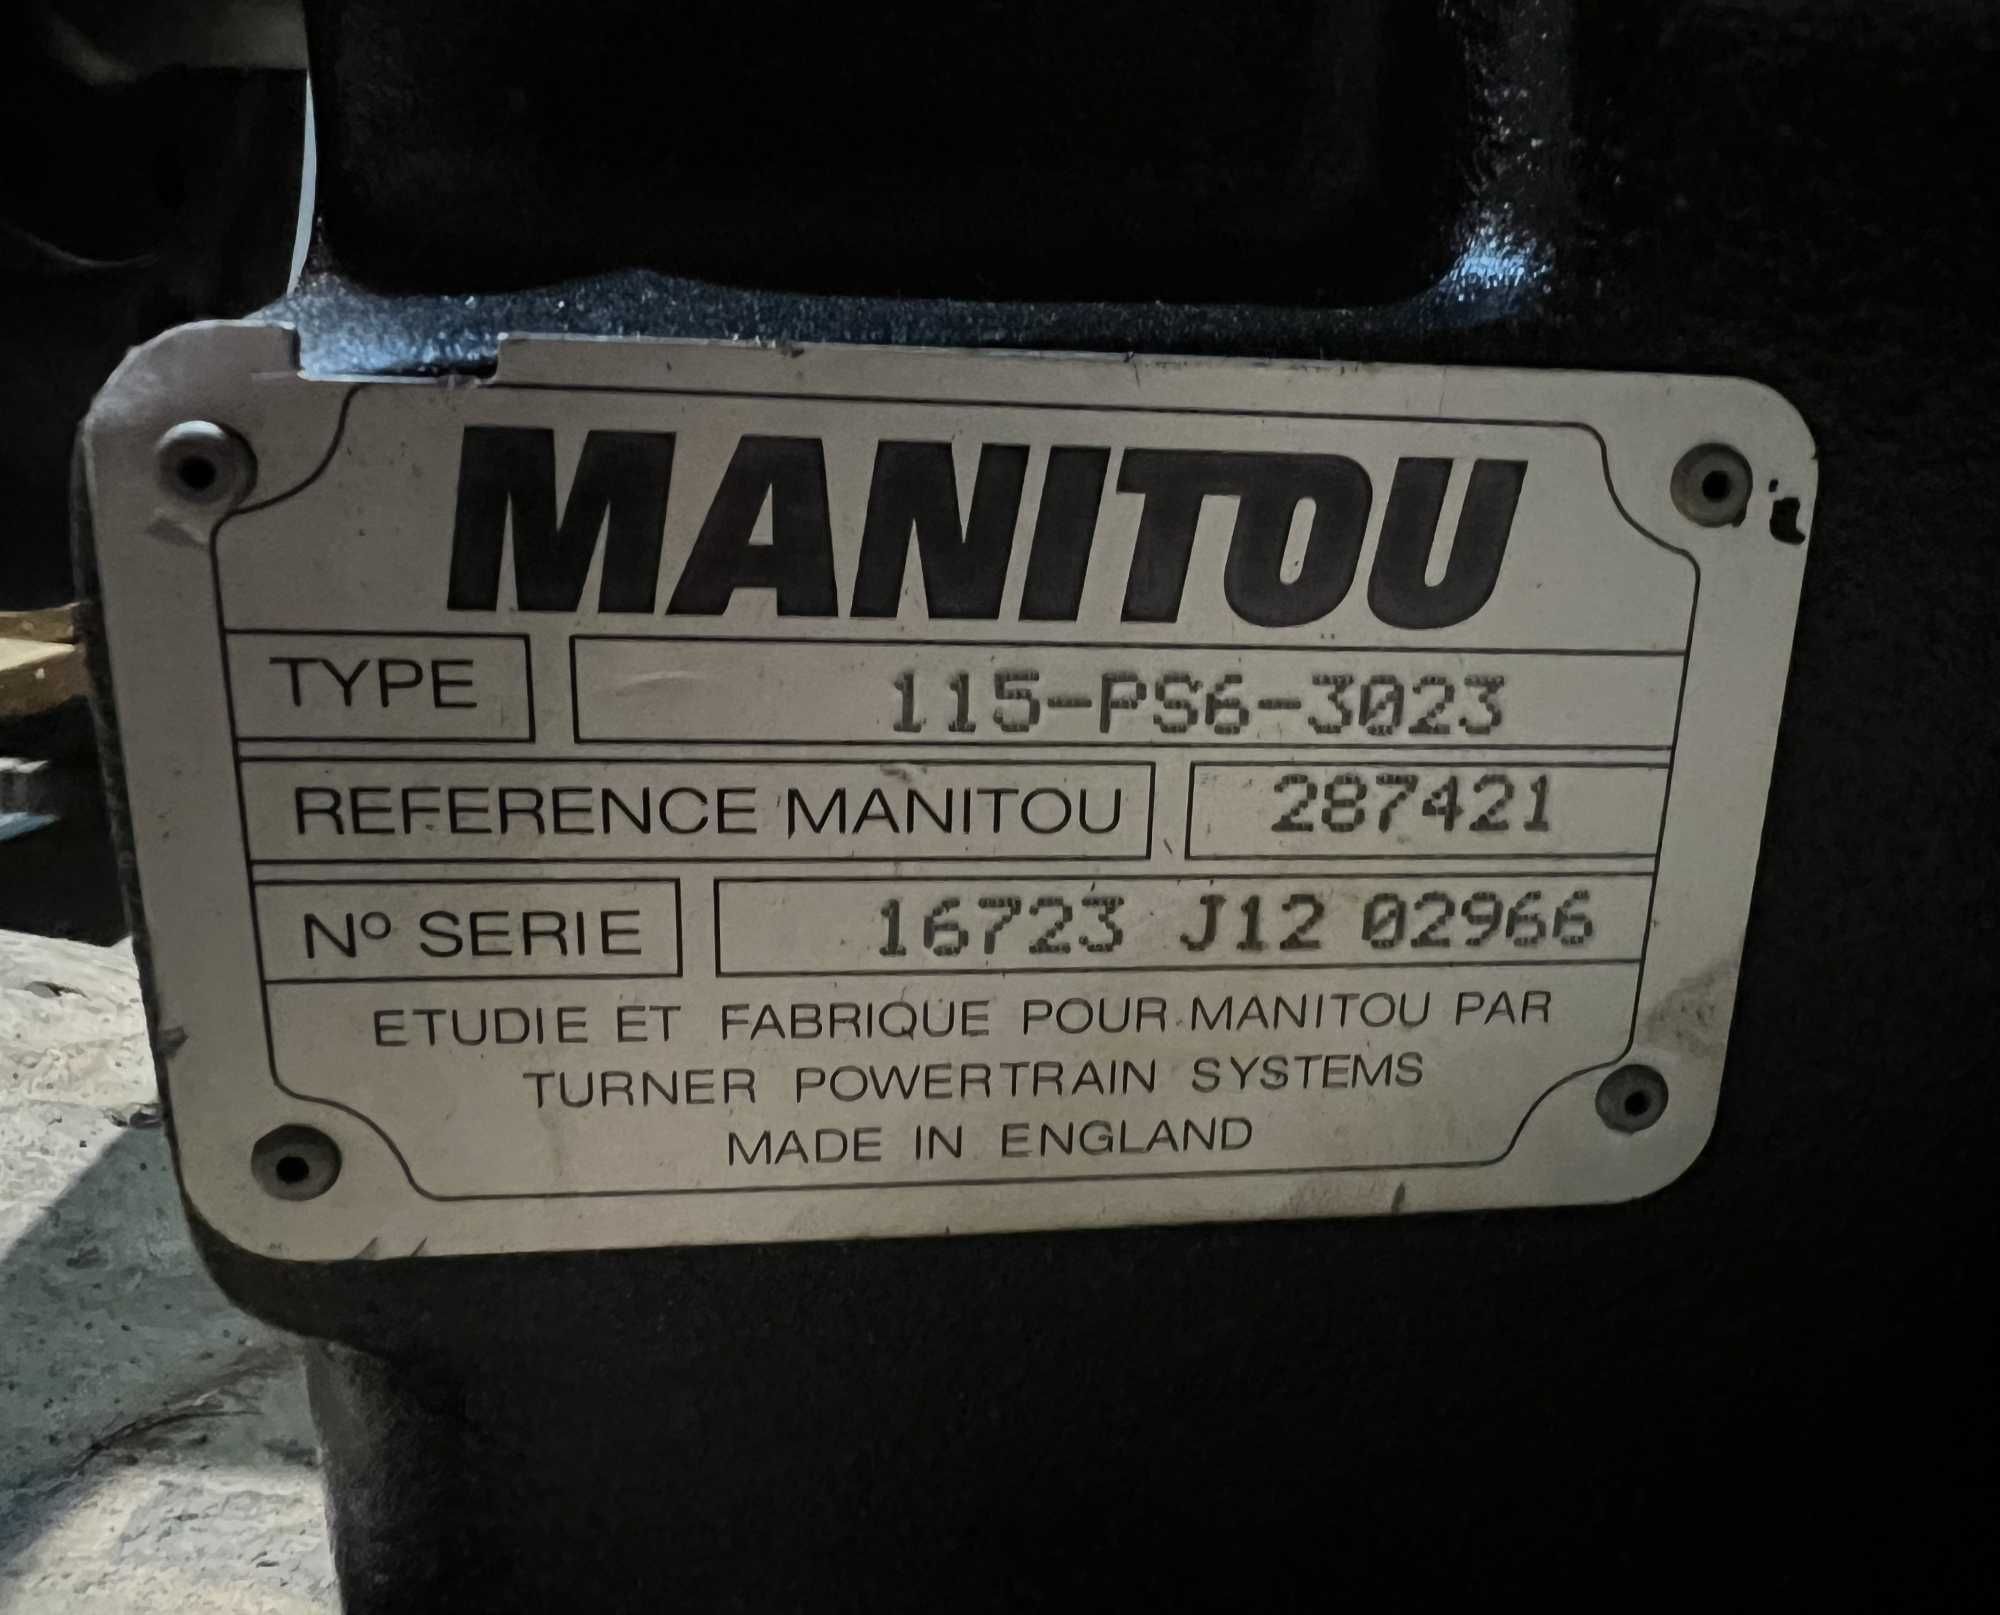 MANITOU
TYPE 115-PS6-3023
REFERENCE MANITOU 287421
Nº SERIE 16723 J12 02966
ETUDIE ET FABRIQUE POUR MANITOU PAR
TURNER POWERTRAIN SYSTEMS
MADE IN ENGLAND